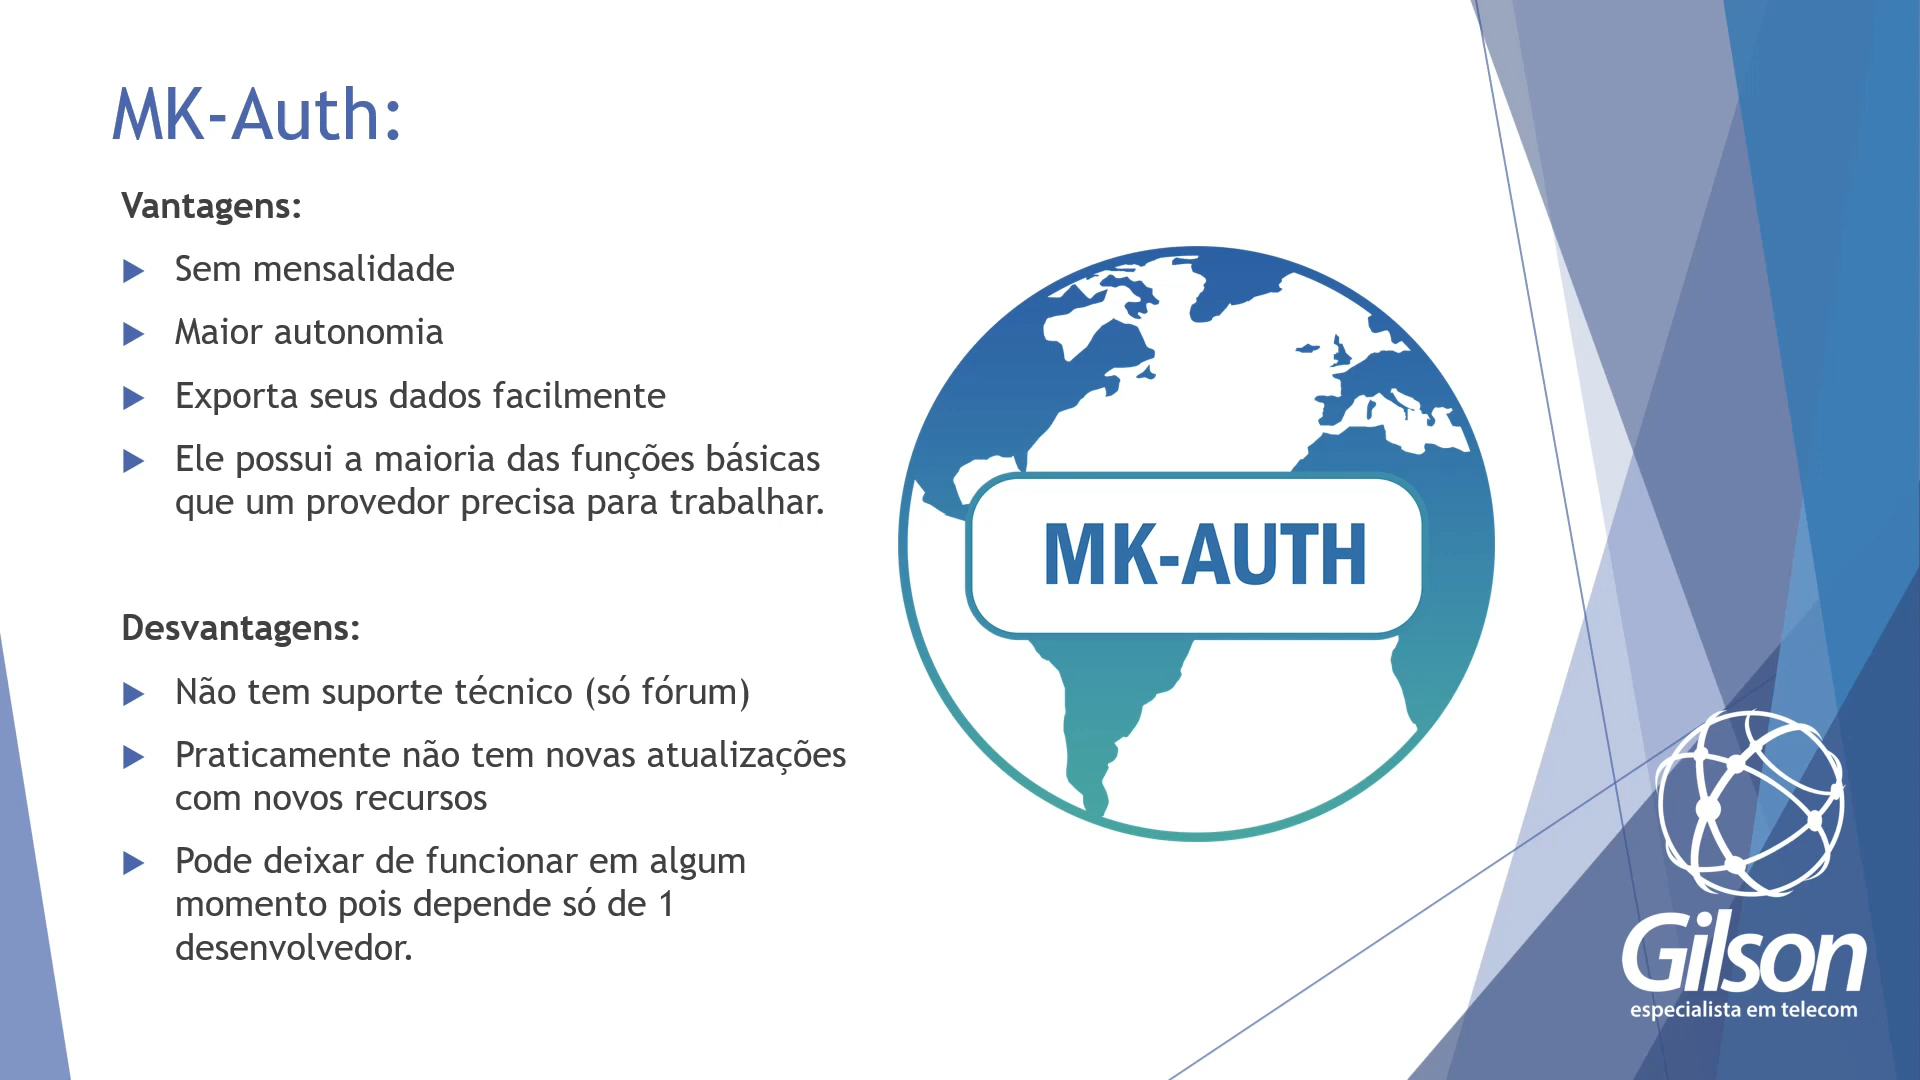 MK-Auth:
Vantagens:
Sem mensalidade
Maior autonomia
Exporta seus dados facilmente
Ele possui a maioria das funções básicas
que um provedor precisa para trabalhar.
Desvantagens:
Não tem suporte técnico (só fórum)
Praticamente não tem novas atualizações
com novos recursos
Pode deixar de funcionar em algum
momento pois depende só de 1
desenvolvedor.
MK-AUTH
Gilson
especialista em telecom